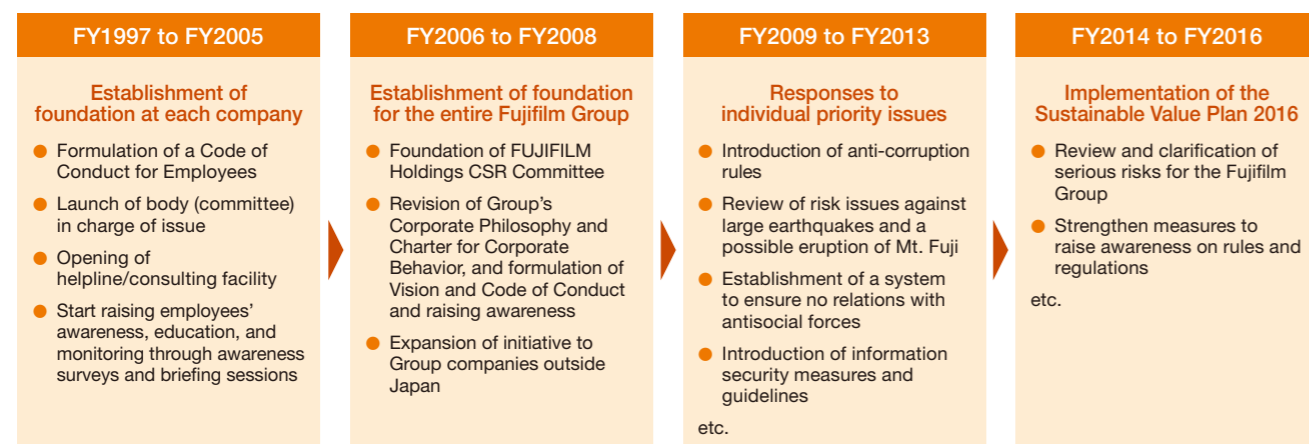 FY1997 to FY2005
Establishment of
foundation at each company
● Formulation of a Code of
Conduct for Employees
● Launch of body (committee)
in charge of issue
● Opening of
helpline/consulting facility
● Start raising employees’
awareness, education, and
monitoring through awareness
surveys and briefing sessions
FY2006 to FY2008
Establishment of foundation
for the entire Fujifilm Group
● Foundation of FUJIFILM
Holdings CSR Committee
● Revision of Group’s
Corporate Philosophy and
Charter for Corporate
Behavior, and formulation of
Vision and Code of Conduct
and raising awareness
● Expansion of initiative to
Group companies outside
Japan
FY2009 to FY2013
Responses to
individual priority issues
● Introduction of anti-corruption
rules
● Review of risk issues against
large earthquakes and a
possible eruption of Mt. Fuji
● Establishment of a system
to ensure no relations with
antisocial forces
● Introduction of information
security measures and
guidelines
etc.
FY2014 to FY2016
Implementation of the
Sustainable Value Plan 2016
● Review and clarification of
serious risks for the Fujifilm
Group
● Strengthen measures to
raise awareness on rules and
regulations
etc.